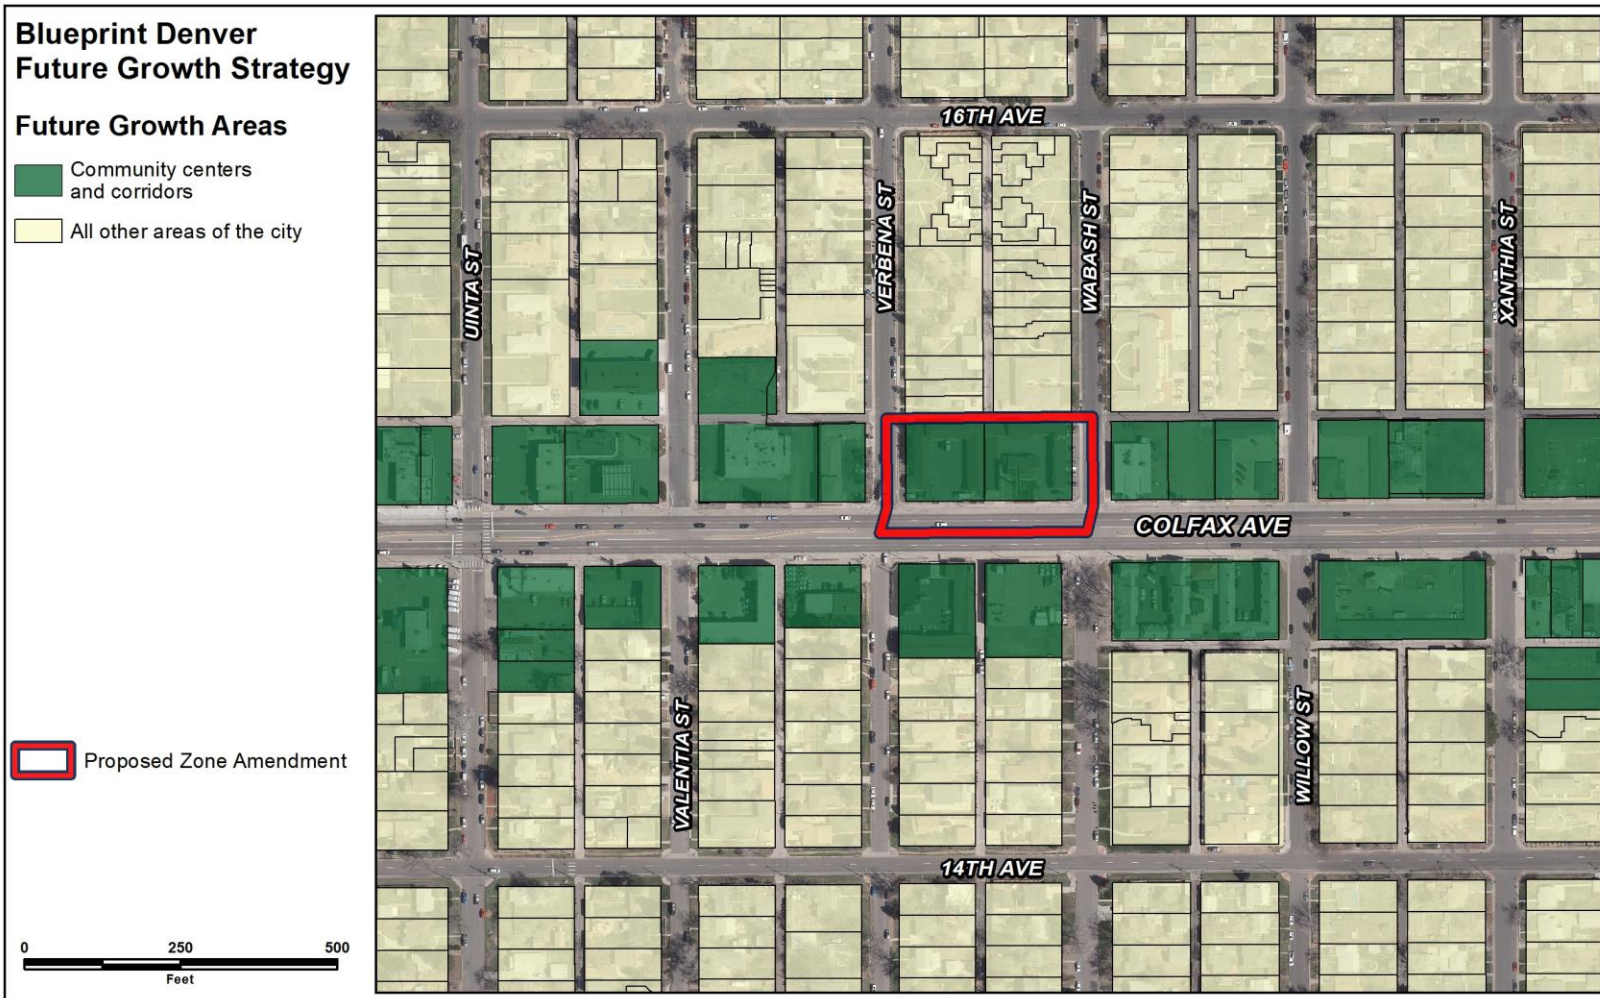 Blueprint Denver
Future Growth Strategy
Future Growth Areas
Community centers
and corridors
All other areas of the city
Proposed Zone Amendment
0 250 500
Feet
16TH AVE
UINTA ST
VERBENA ST
WABASH ST
XANTHIA ST
COLFAX AVE
VALENTIA ST
WILLOW ST
14TH AVE